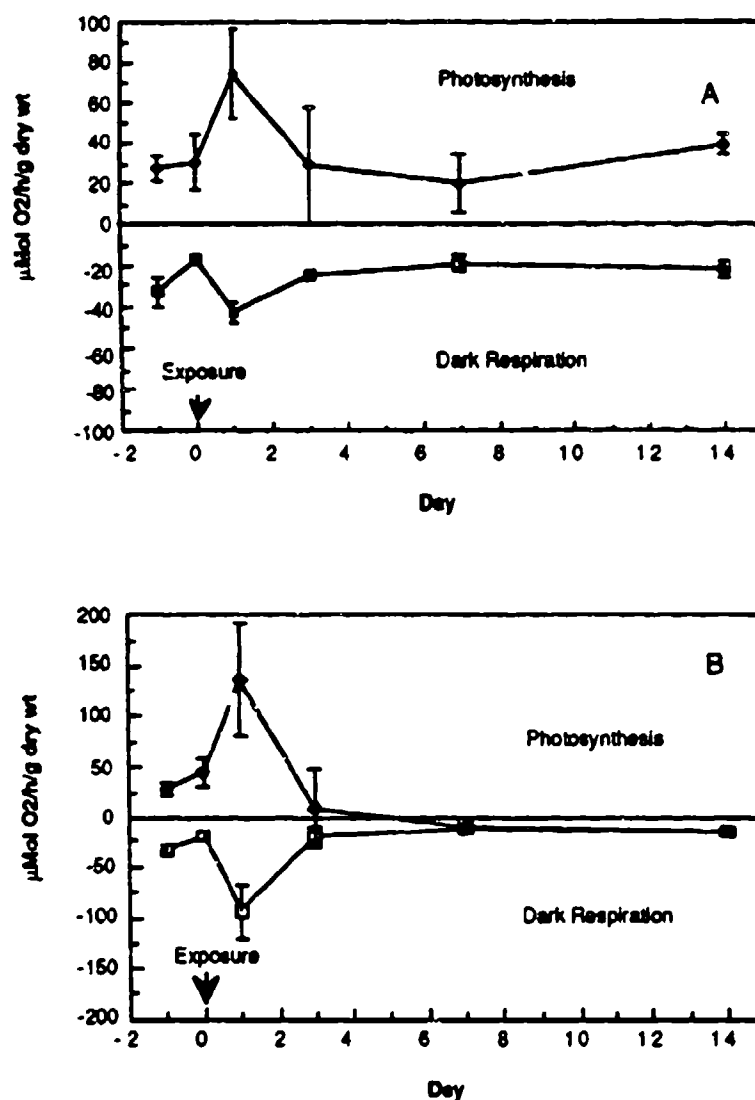 100
80
60
40
20
0
-20
-40
-60
-80
-100
µMol O2/h/g dry wt
Photosynthesis
A
Dark Respiration
Exposure
-2 0 2 4 6 8 10 12 14
Day
200
150
100
50
0
-50
-100
-150
-200
µMol O2/h/g dry wt
B
Photosynthesis
Dark Respiration
Exposure
-2 0 2 4 6 8 10 12 14
Day